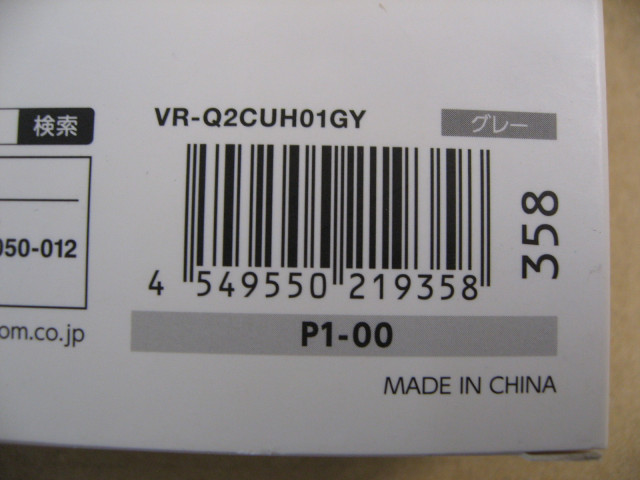 VR-Q2CUH01GY
グレー
検索
050-012
om.co.jp
4 549550 219358
358
P1-00
MADE IN CHINA